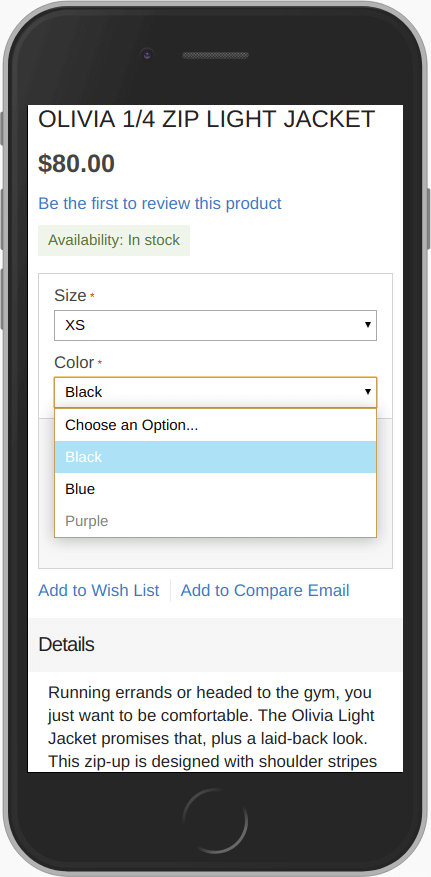 OLIVIA 1/4 ZIP LIGHT JACKET
$80.00
Be the first to review this product
Availability: In stock
Size *
XS
Color *
Black
Choose an Option...
Black
Blue
Purple
Add to Wish List Add to Compare Email
Details
Running errands or headed to the gym, you
just want to be comfortable. The Olivia Light
Jacket promises that, plus a laid-back look.
This zip-up is designed with shoulder stripes